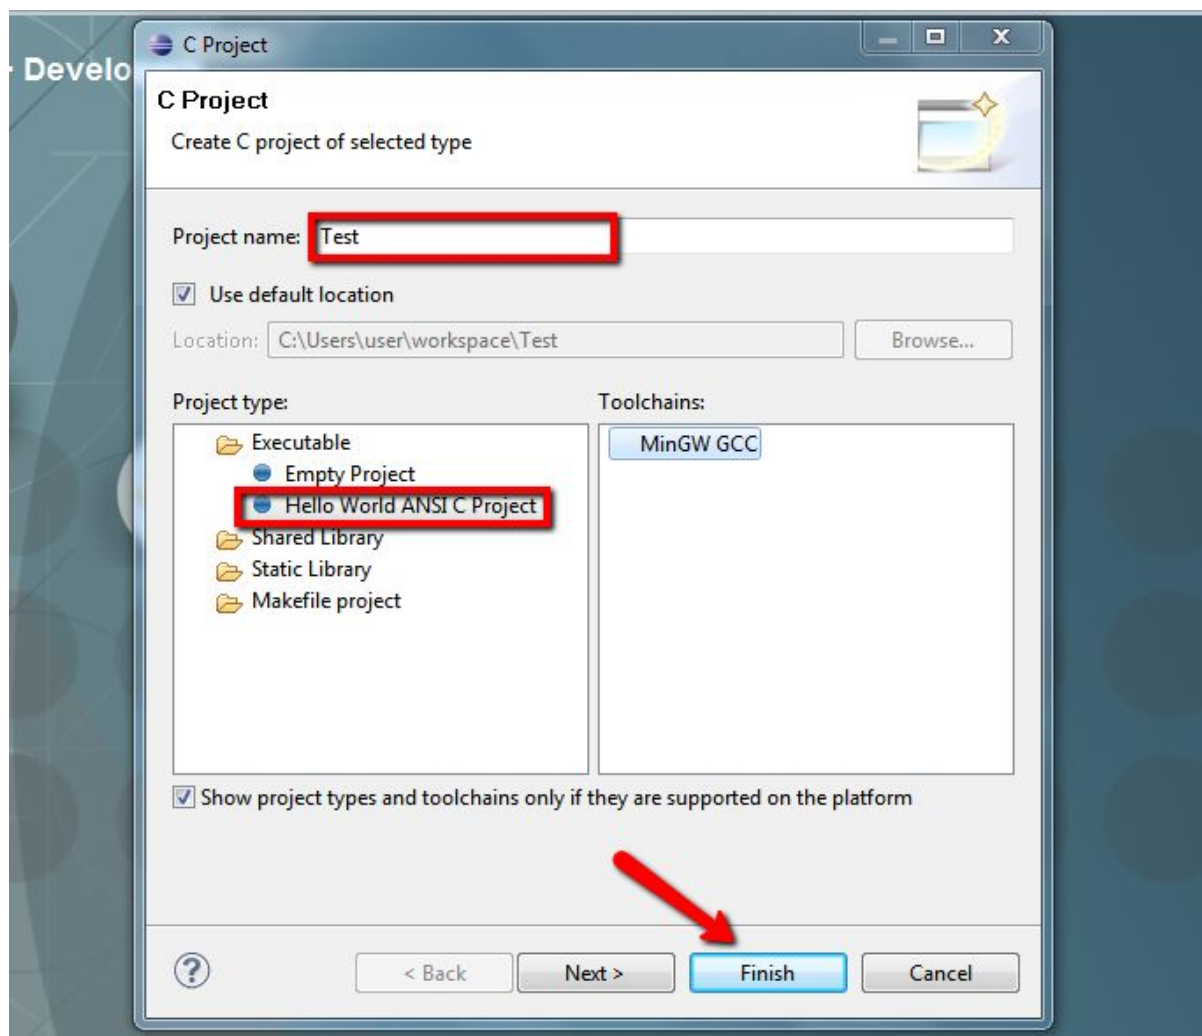 C Project
Develo
C Project
Create C project of selected type
Project name: Test
Use default location
Location: C:\Users\user\workspace\Test Browse...
Project type: Toolchains:
Executable MinGW GCC
Empty Project
Hello World ANSI C Project
Shared Library
Static Library
Makefile project
Show project types and toolchains only if they are supported on the platform
? < Back Next > Finish Cancel